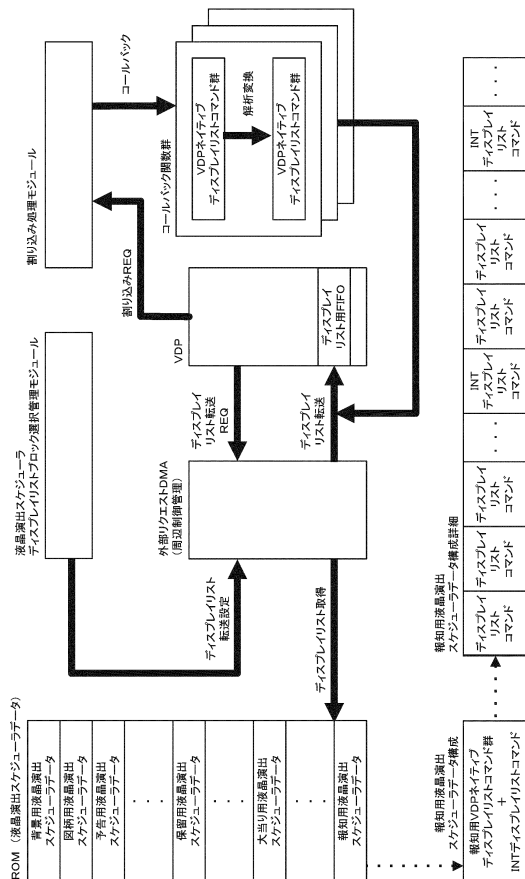 ROM（液晶演出スケジューラデータ）
背景用液晶演出
スケジューラデータ
図柄用液晶演出
スケジューラデータ
予告用液晶演出
スケジューラデータ
・・・
保留用液晶演出
スケジューラデータ
・・・
大当り用液晶演出
スケジューラデータ
・・・
報知用液晶演出
スケジューラデータ
液晶演出スケジューラ
ディスプレイリストブロック選択管理モジュール
ディスプレイリスト
転送設定
外部リクエストDMA
（周辺制御管理）
ディスプレイリスト取得
ディスプレイ
リスト転送
REQ
ディスプレイ
リスト転送
VDP
ディスプレイ
リスト用FIFO
割り込みREQ
割り込み処理モジュール
コールバック
コールバック関数群
VDPネイティブ
ディスプレイリストコマンド群
解析変換
VDPネイティブ
ディスプレイリストコマンド群
報知用液晶演出
スケジューラデータ構成
報知用VDPネイティブ
ディスプレイリストコマンド群
+
INTディスプレイリストコマンド
報知用液晶演出
スケジューラデータ構成詳細
ディスプレイ
リスト
コマンド
ディスプレイ
リスト
コマンド
ディスプレイ
リスト
コマンド
・・・
INT
ディスプレイ
リスト
コマンド
ディスプレイ
リスト
コマンド
ディスプレイ
リスト
コマンド
・・・
INT
ディスプレイ
リスト
コマンド
・・・